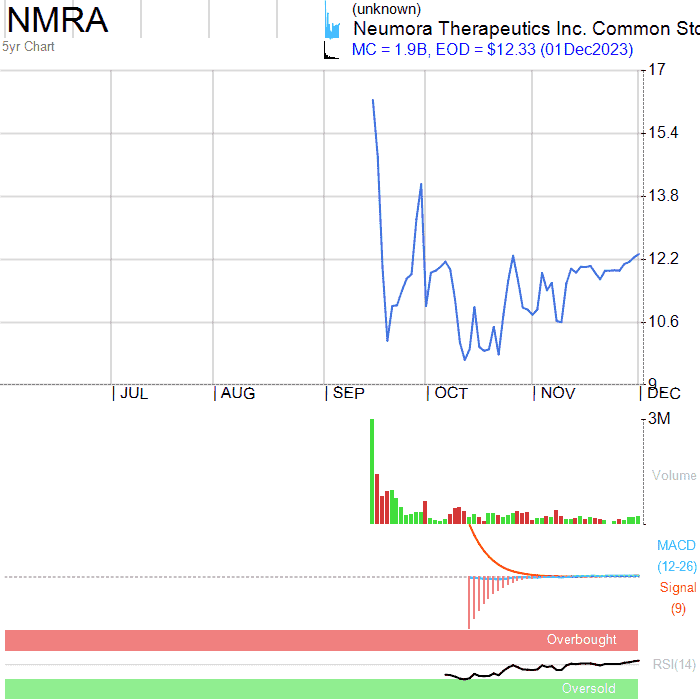 NMRA
5yr Chart
(unknown)
Neumora Therapeutics Inc. Common Sto
MC = 1.9B, EOD = $12.33 (01Dec2023)
17
15.4
13.8
12.2
10.6
9
JUL AUG SEP OCT NOV DEC
3M
Volume
MACD
(12-26)
Signal
(9)
Overbought
RSI(14)
Oversold